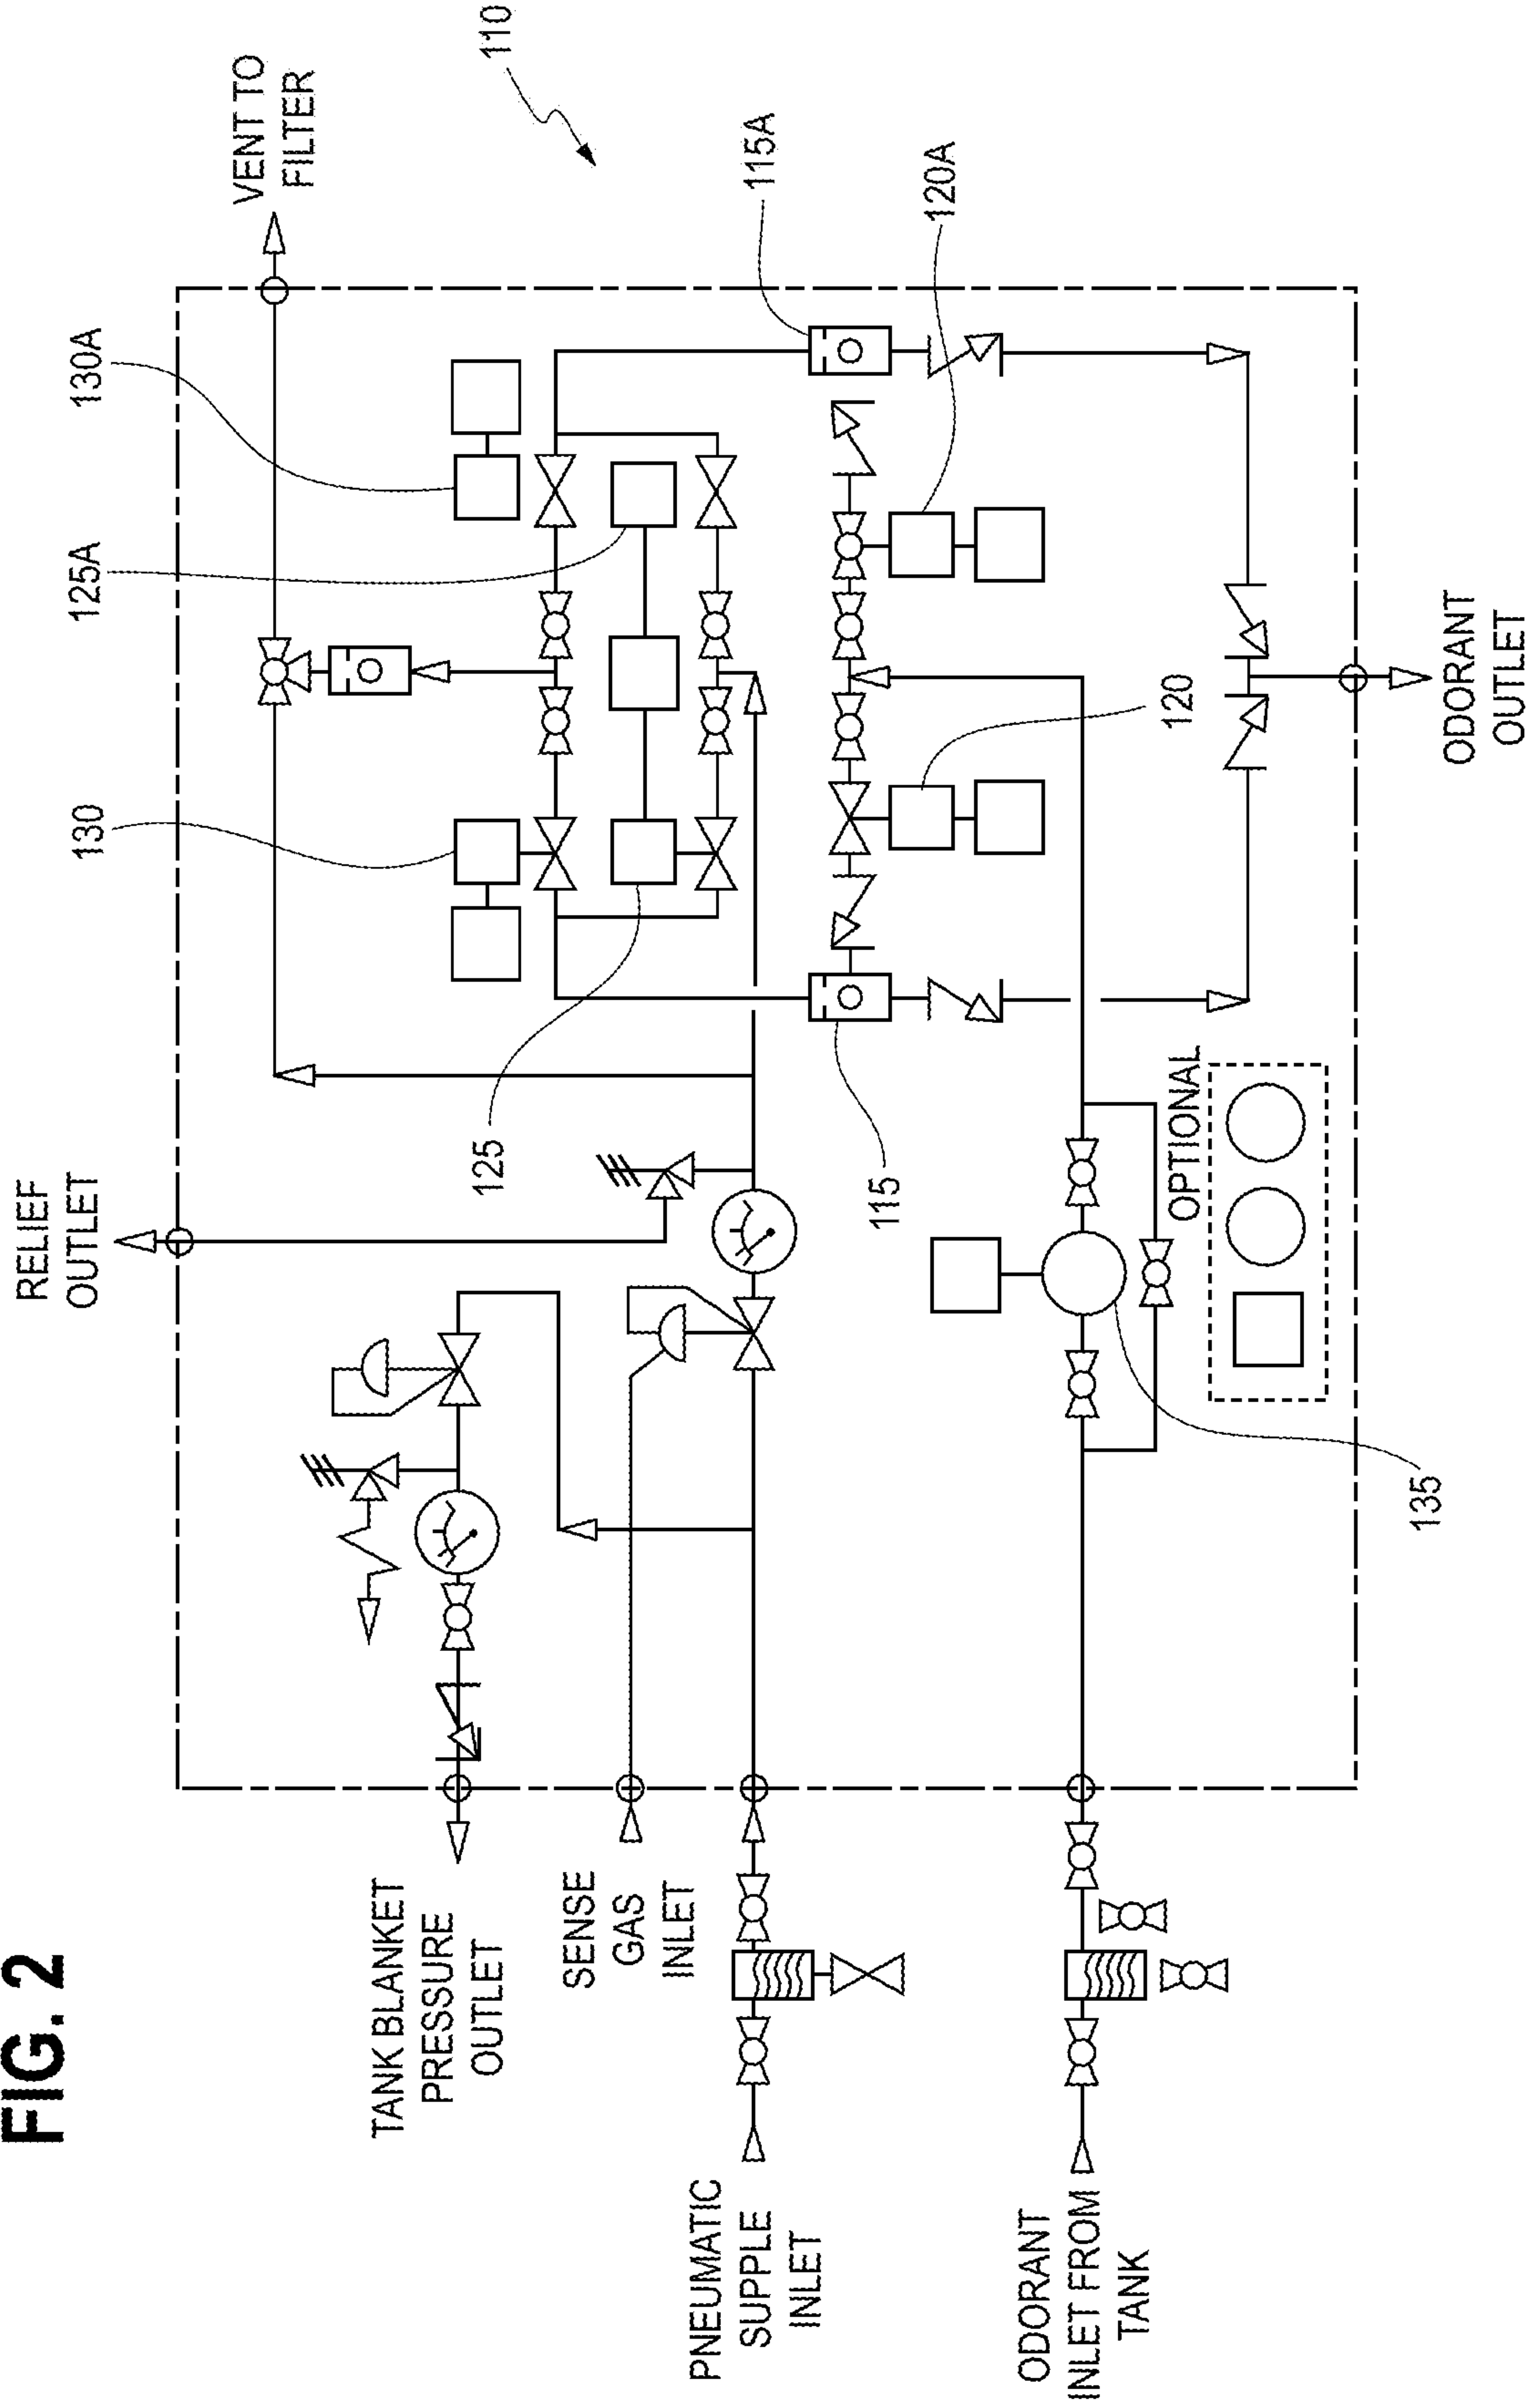 FIG. 2
RELIEF
OUTLET
130
125A
130A
VENT TO
FILTER
110
TANK BLANKET
PRESSURE
OUTLET
SENSE
GAS
INLET
125
115A
120A
PNEUMATIC
SUPPLE
INLET
115
120
ODORANT
INLET FROM
TANK
OPTIONAL
135
ODORANT
OUTLET